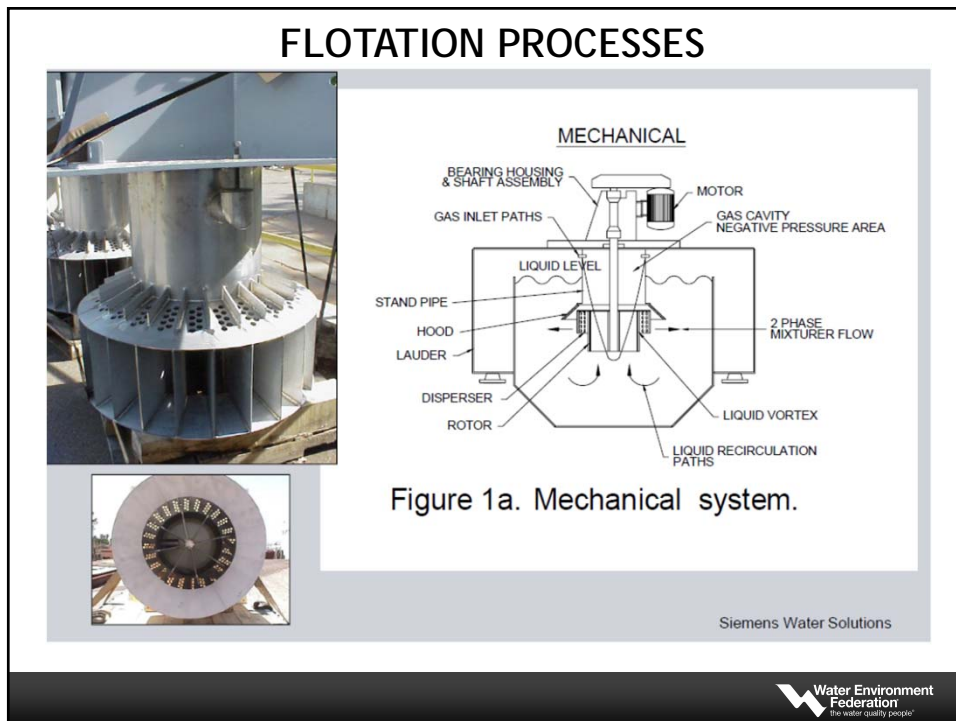 FLOTATION PROCESSES
MECHANICAL
BEARING HOUSING
& SHAFT ASSEMBLY
MOTOR
GAS INLET PATHS
GAS CAVITY
NEGATIVE PRESSURE AREA
LIQUID LEVEL
STAND PIPE
HOOD
2 PHASE
MIXTURER FLOW
LAUDER
DISPERSER
LIQUID VORTEX
ROTOR
LIQUID RECIRCULATION
PATHS
Figure 1a. Mechanical system.
Siemens Water Solutions
Water Environment
Federation
the water quality people®